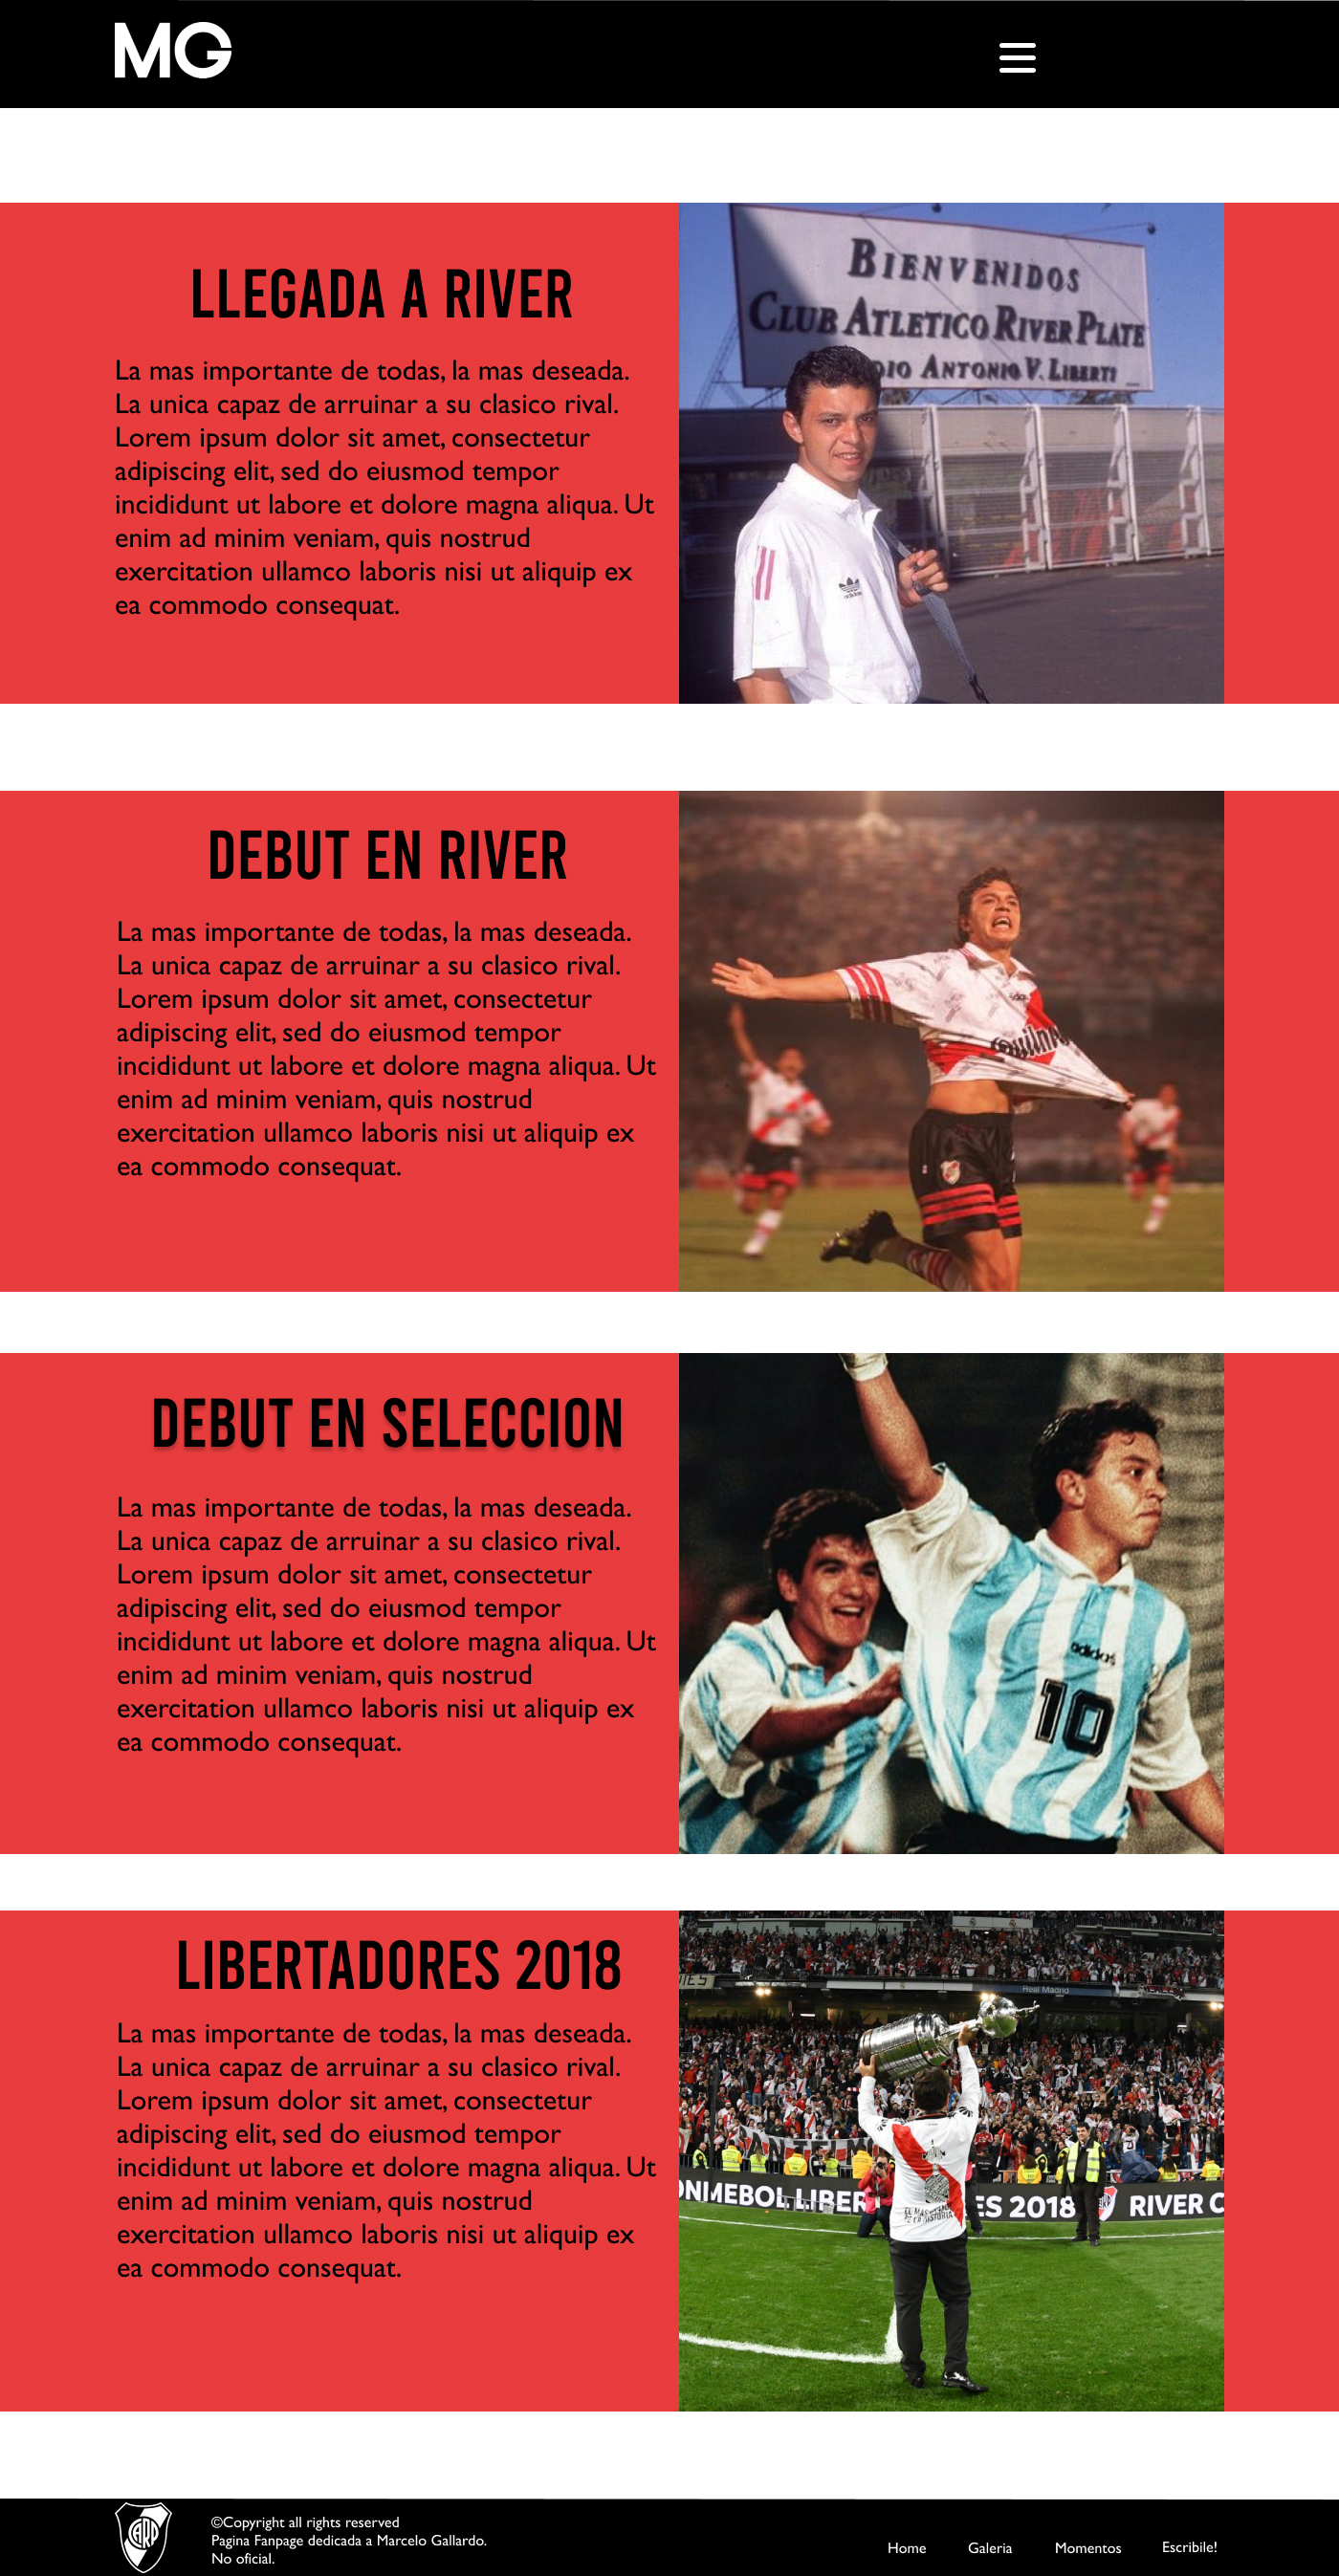 MG
LLEGADA A RIVER
La mas importante de todas, la mas deseada.
La unica capaz de arruinar a su clasico rival.
Lorem ipsum dolor sit amet, consectetur
adipiscing elit, sed do eiusmod tempor
incididunt ut labore et dolore magna aliqua. Ut
enim ad minim veniam, quis nostrud
exercitation ullamco laboris nisi ut aliquip ex
ea commodo consequat.
BIENVENIDOS
CLUB ATLETICO RIVER PLATE
ANTONIO V. LIBERTI
adidas
DEBUT EN RIVER
La mas importante de todas, la mas deseada.
La unica capaz de arruinar a su clasico rival.
Lorem ipsum dolor sit amet, consectetur
adipiscing elit, sed do eiusmod tempor
incididunt ut labore et dolore magna aliqua. Ut
enim ad minim veniam, quis nostrud
exercitation ullamco laboris nisi ut aliquip ex
ea commodo consequat.
DEBUT EN SELECCION
La mas importante de todas, la mas deseada.
La unica capaz de arruinar a su clasico rival.
Lorem ipsum dolor sit amet, consectetur
adipiscing elit, sed do eiusmod tempor
incididunt ut labore et dolore magna aliqua. Ut
enim ad minim veniam, quis nostrud
exercitation ullamco laboris nisi ut aliquip ex
ea commodo consequat.
adidas
10
LIBERTADORES 2018
La mas importante de todas, la mas deseada.
La unica capaz de arruinar a su clasico rival.
Lorem ipsum dolor sit amet, consectetur
adipiscing elit, sed do eiusmod tempor
incididunt ut labore et dolore magna aliqua. Ut
enim ad minim veniam, quis nostrud
exercitation ullamco laboris nisi ut aliquip ex
ea commodo consequat.
Real Madrid
2018 RIVER
CARP
©Copyright all rights reserved
Pagina Fanpage dedicada a Marcelo Gallardo.
No oficial.
Home Galeria Momentos Escribile!